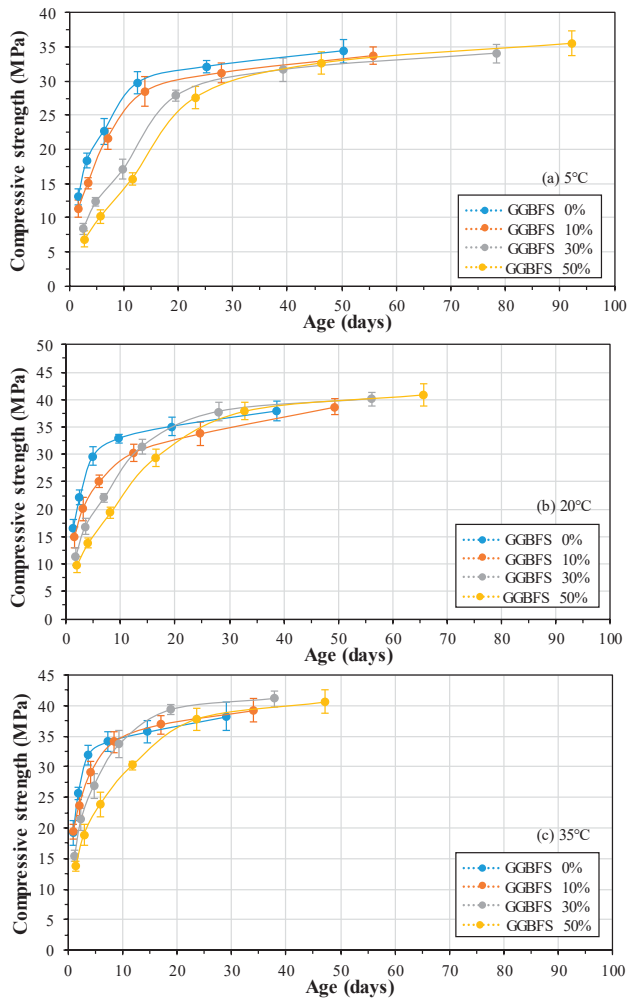 Compressive strength (MPa)
40
35
30
25
20
15
10
5
0
(a) 5°C
GGBFS 0%
GGBFS 10%
GGBFS 30%
GGBFS 50%
0 10 20 30 40 50 60 70 80 90 100
Age (days)
Compressive strength (MPa)
50
45
40
35
30
25
20
15
10
5
0
(b) 20°C
GGBFS 0%
GGBFS 10%
GGBFS 30%
GGBFS 50%
0 10 20 30 40 50 60 70 80 90 100
Age (days)
Compressive strength (MPa)
45
40
35
30
25
20
15
10
5
0
(c) 35°C
GGBFS 0%
GGBFS 10%
GGBFS 30%
GGBFS 50%
0 10 20 30 40 50 60 70 80 90 100
Age (days)